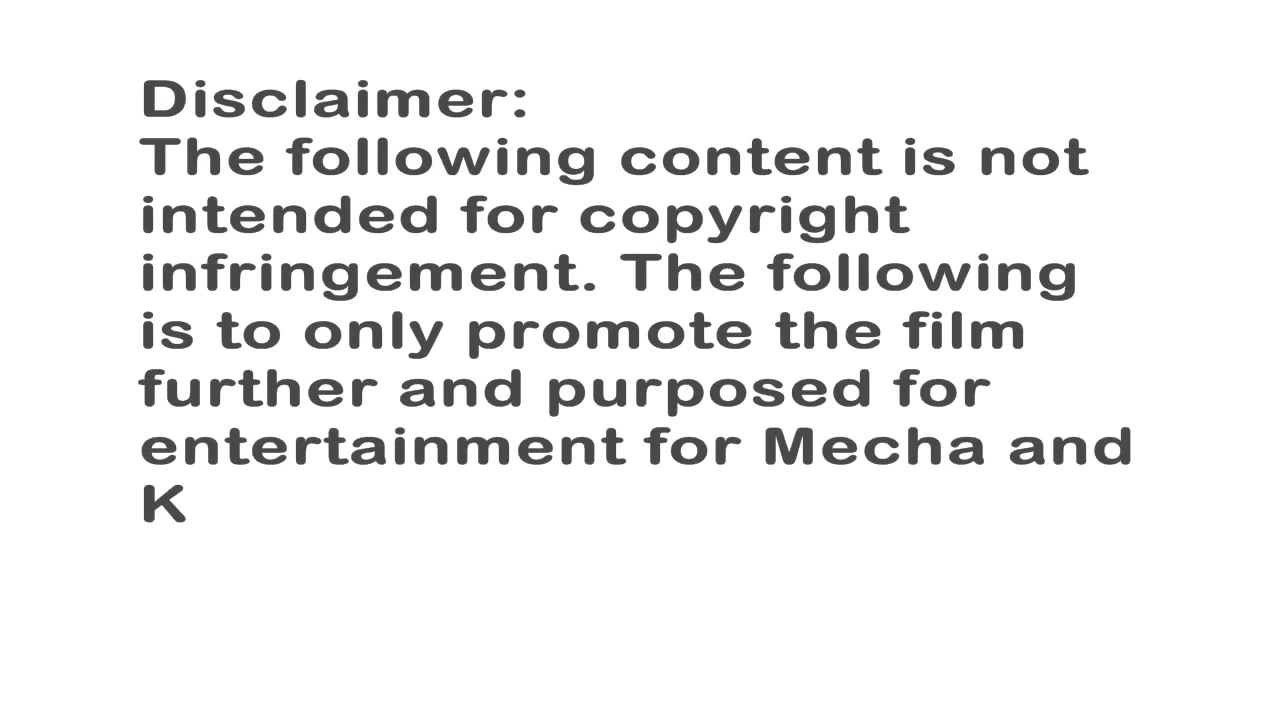 Disclaimer:
The following content is not
intended for copyright
infringement. The following
is to only promote the film
further and purposed for
entertainment for Mecha and
K